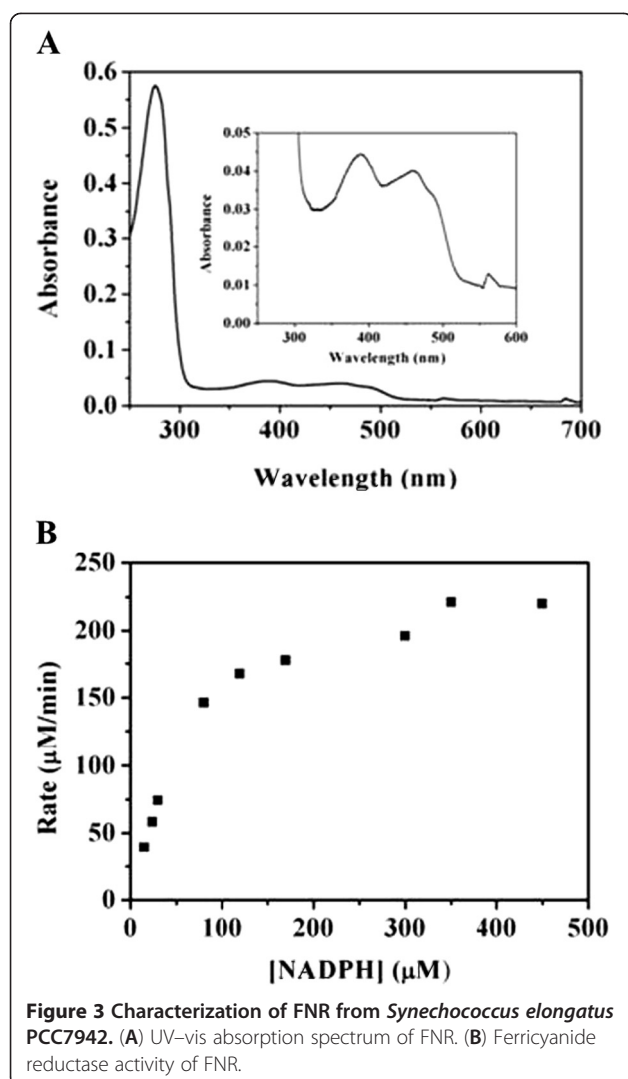 A
0.6
0.5
0.4
0.3
0.2
0.1
0.0
Absorbance
300 400 500 600 700
Wavelength (nm)
0.05
0.04
0.03
0.02
0.01
0.00
Absorbance
300 400 500 600
Wavelength (nm)
B
250
200
150
100
50
0
Rate (µM/min)
0 100 200 300 400 500
[NADPH] (µM)
Figure 3 Characterization of FNR from Synechococcus elongatus
PCC7942. (A) UV–vis absorption spectrum of FNR. (B) Ferricyanide
reductase activity of FNR.